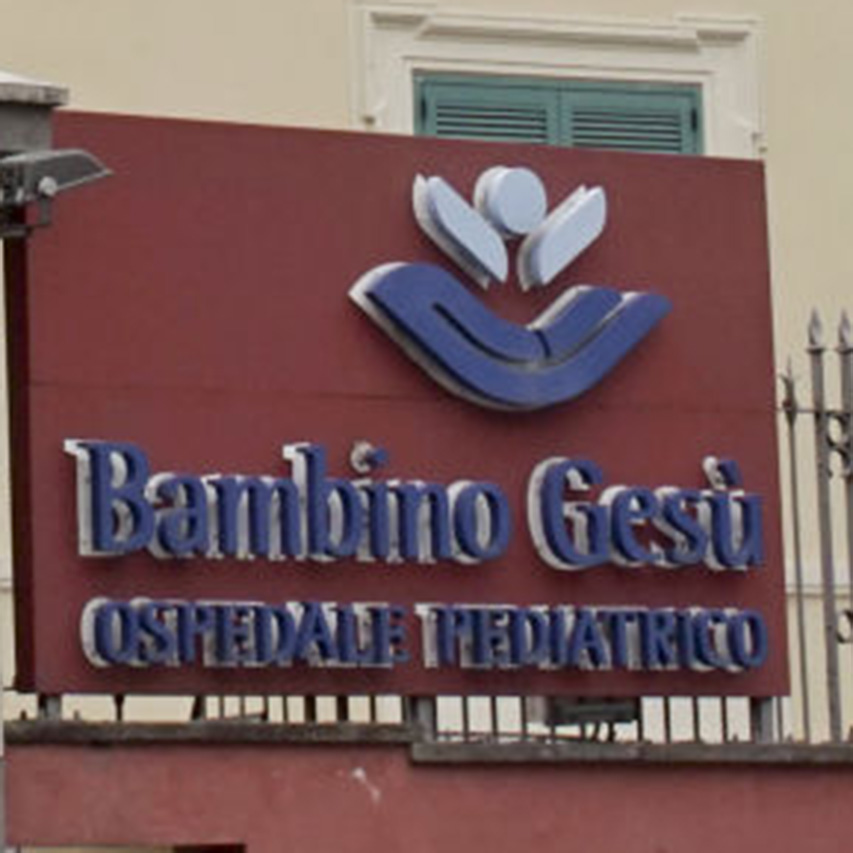 Bambino Gesù
OSPEDALE PEDIATRICO